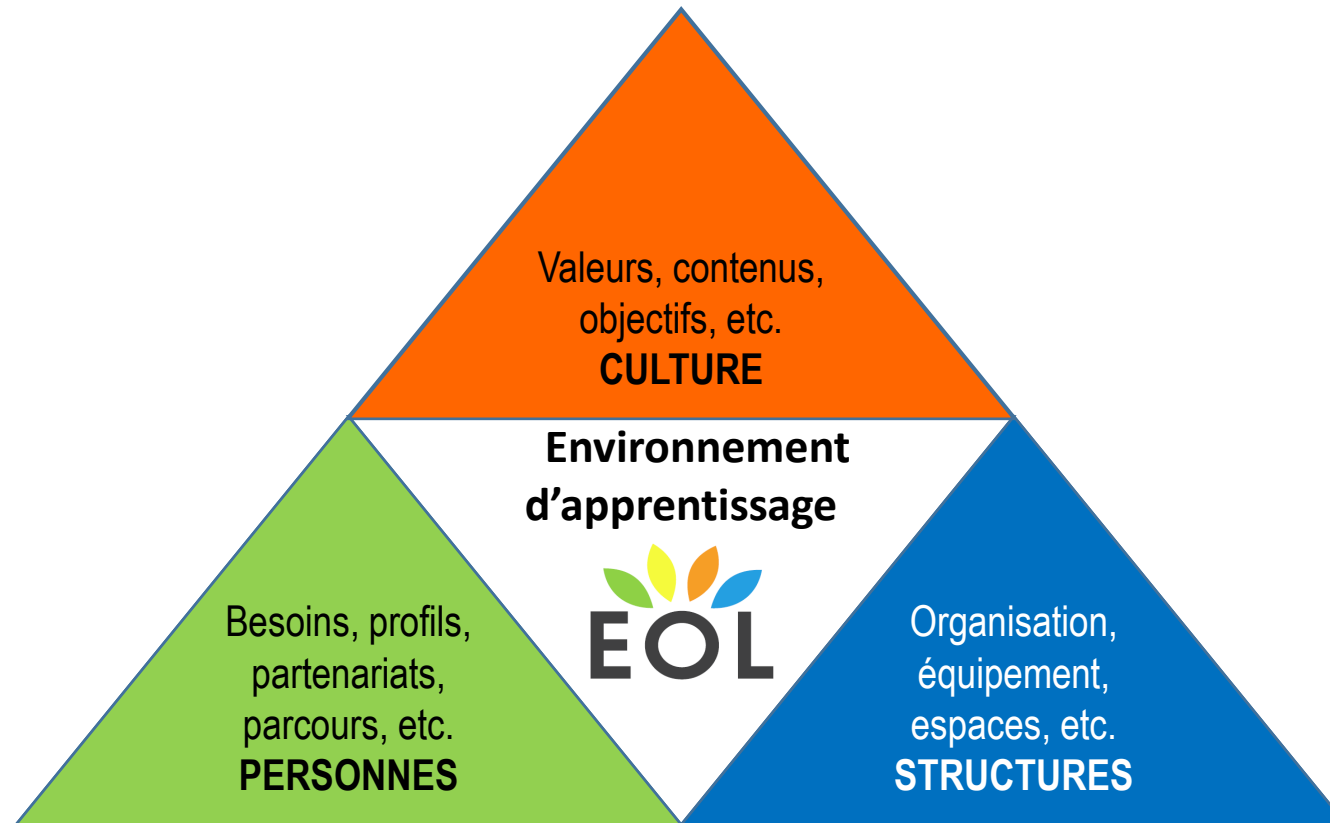 Valeurs, contenus,
objectifs, etc.
CULTURE
Environnement
d’apprentissage
EOL
Besoins, profils,
partenariats,
parcours, etc.
PERSONNES
Organisation,
équipement,
espaces, etc.
STRUCTURES